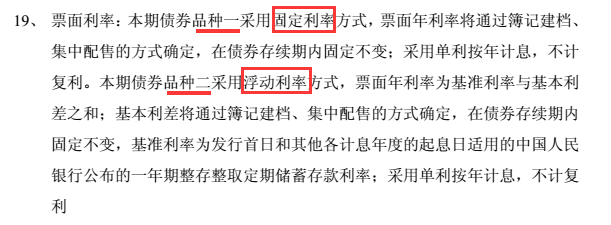 19、 票面利率：本期债券品种一采用固定利率方式，票面年利率将通过簿记建档、
集中配售的方式确定，在债券存续期内固定不变；采用单利按年计息，不计
复利。本期债券品种二采用浮动利率方式，票面年利率为基准利率与基本利
差之和；基本利差将通过簿记建档、集中配售的方式确定，在债券存续期内
固定不变，基准利率为发行首日和其他各计息年度的起息日适用的中国人民
银行公布的一年期整存整取定期储蓄存款利率；采用单利按年计息，不计复
利